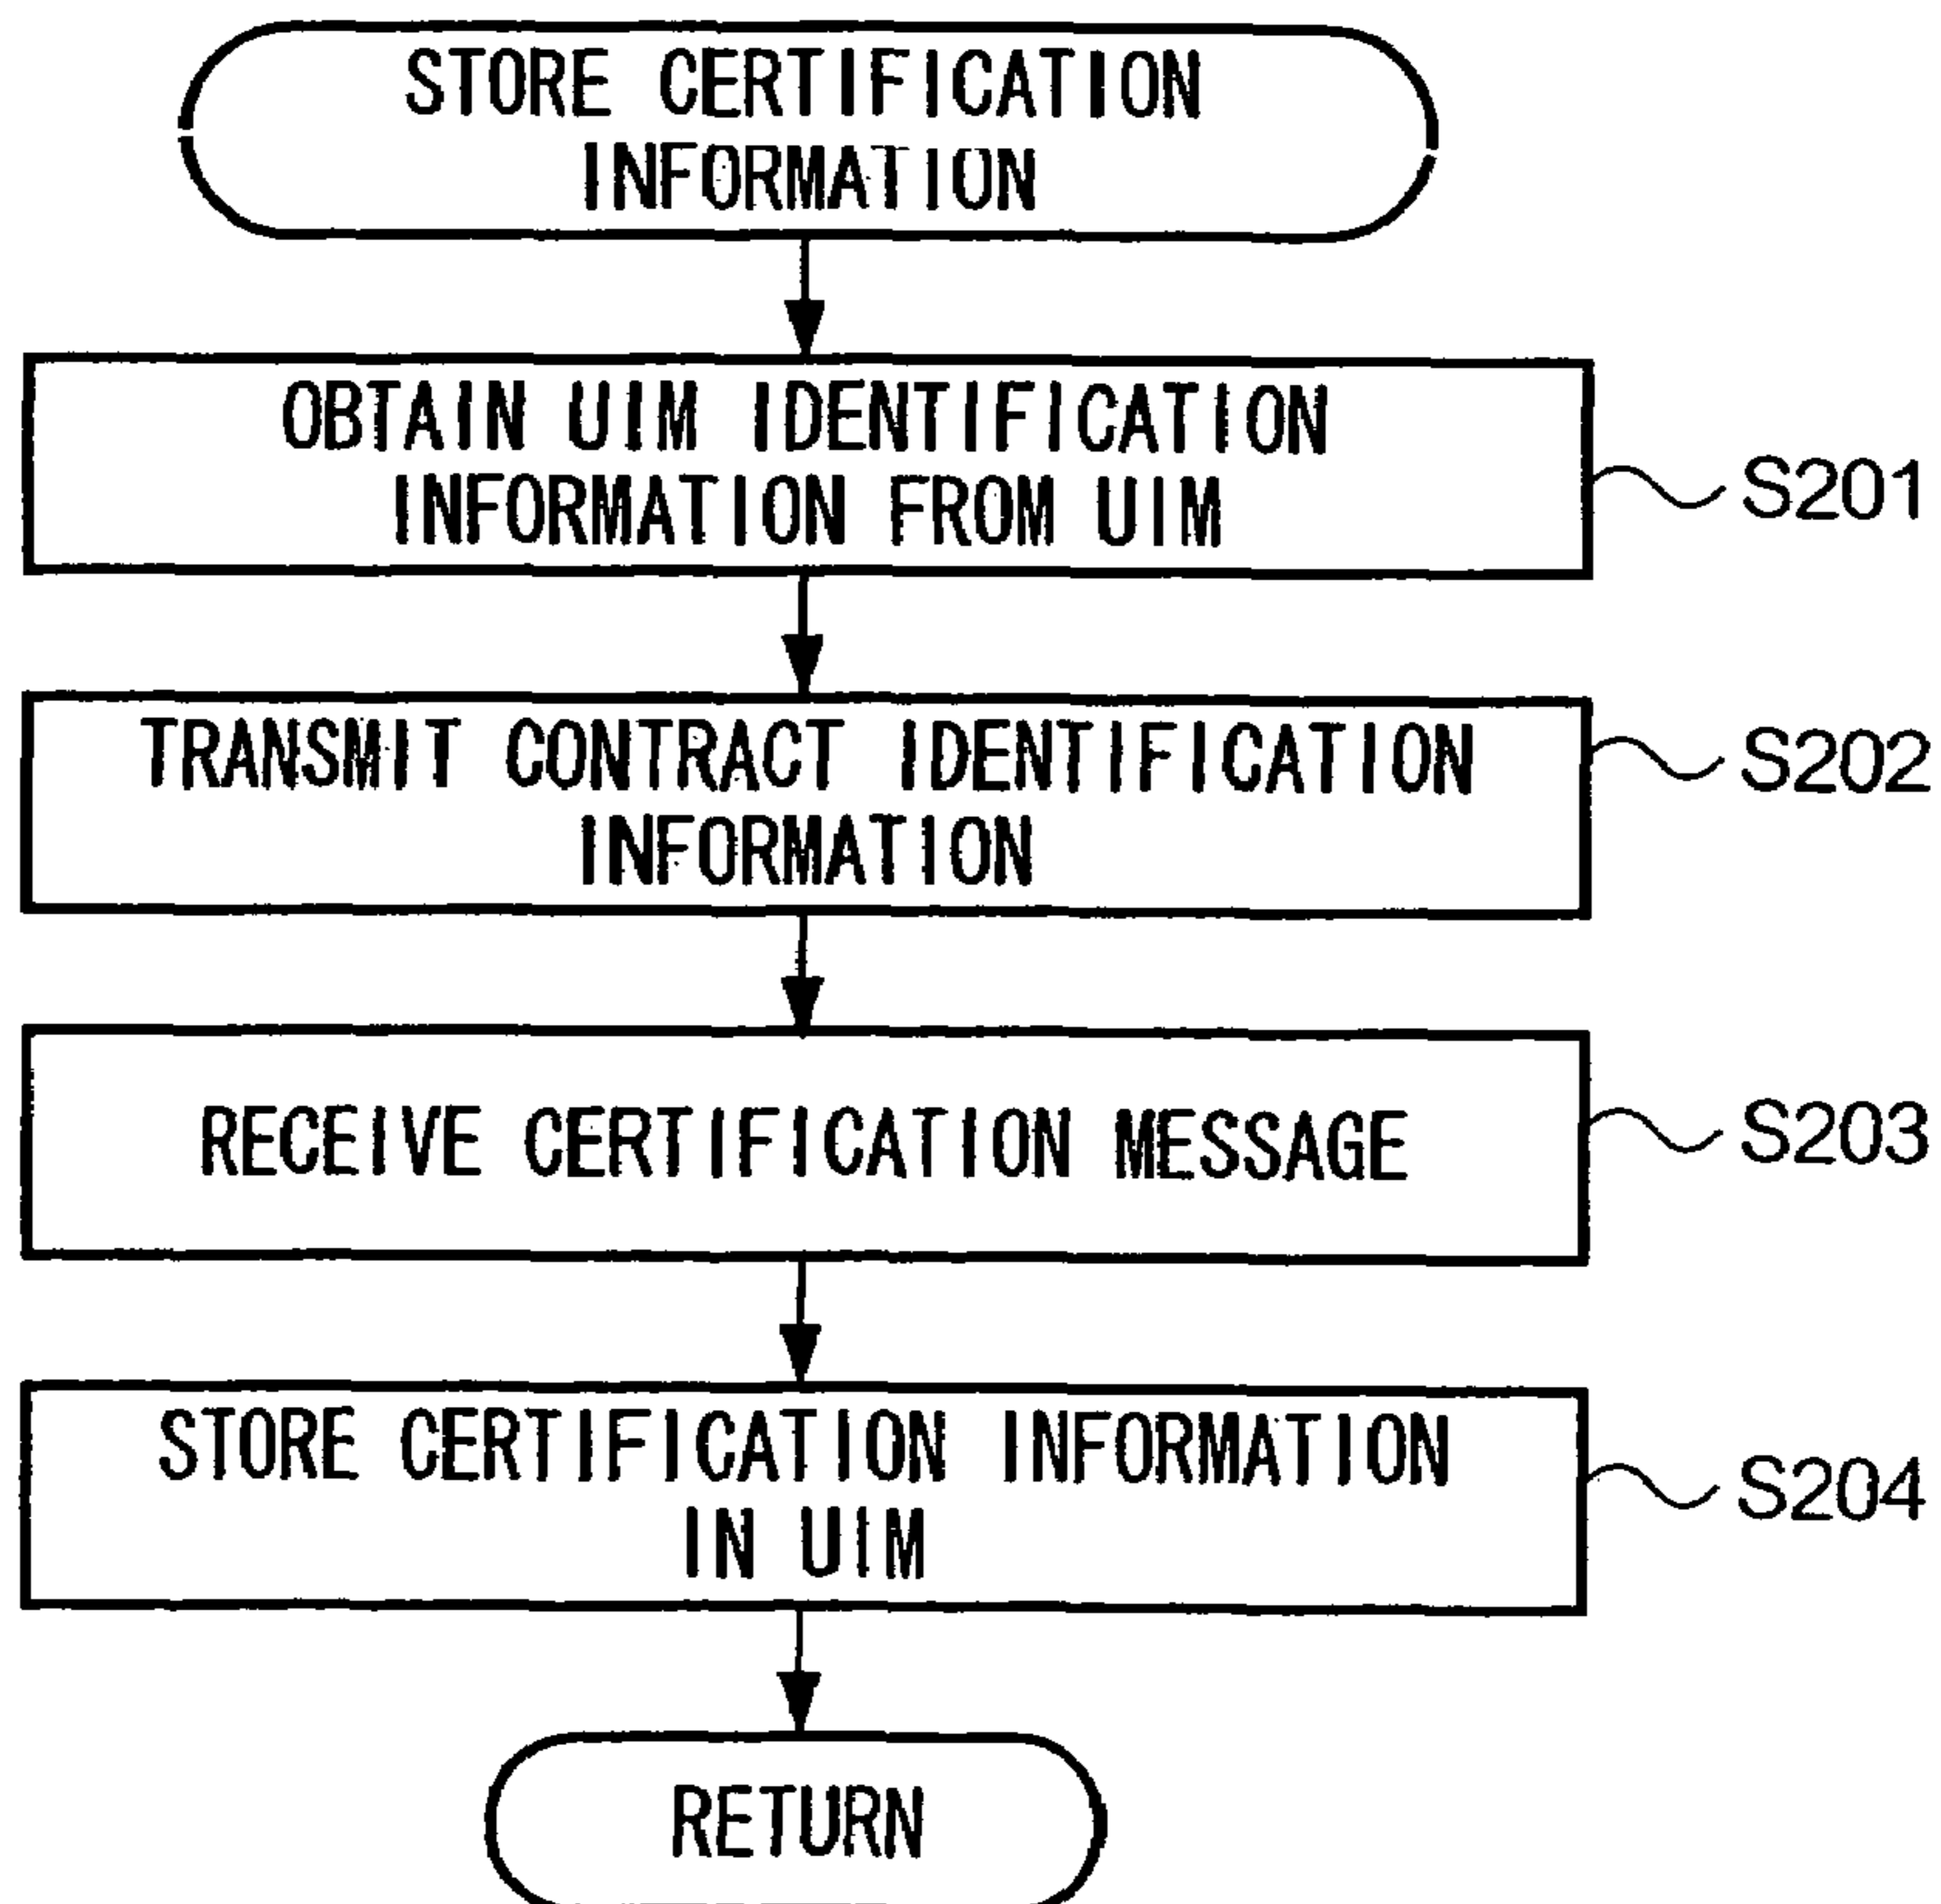 STORE CERTIFICATION
INFORMATION
OBTAIN UIM IDENTIFICATION
INFORMATION FROM UIM
S201
TRANSMIT CONTRACT IDENTIFICATION
INFORMATION
S202
RECEIVE CERTIFICATION MESSAGE
S203
STORE CERTIFICATION INFORMATION
IN UIM
S204
RETURN